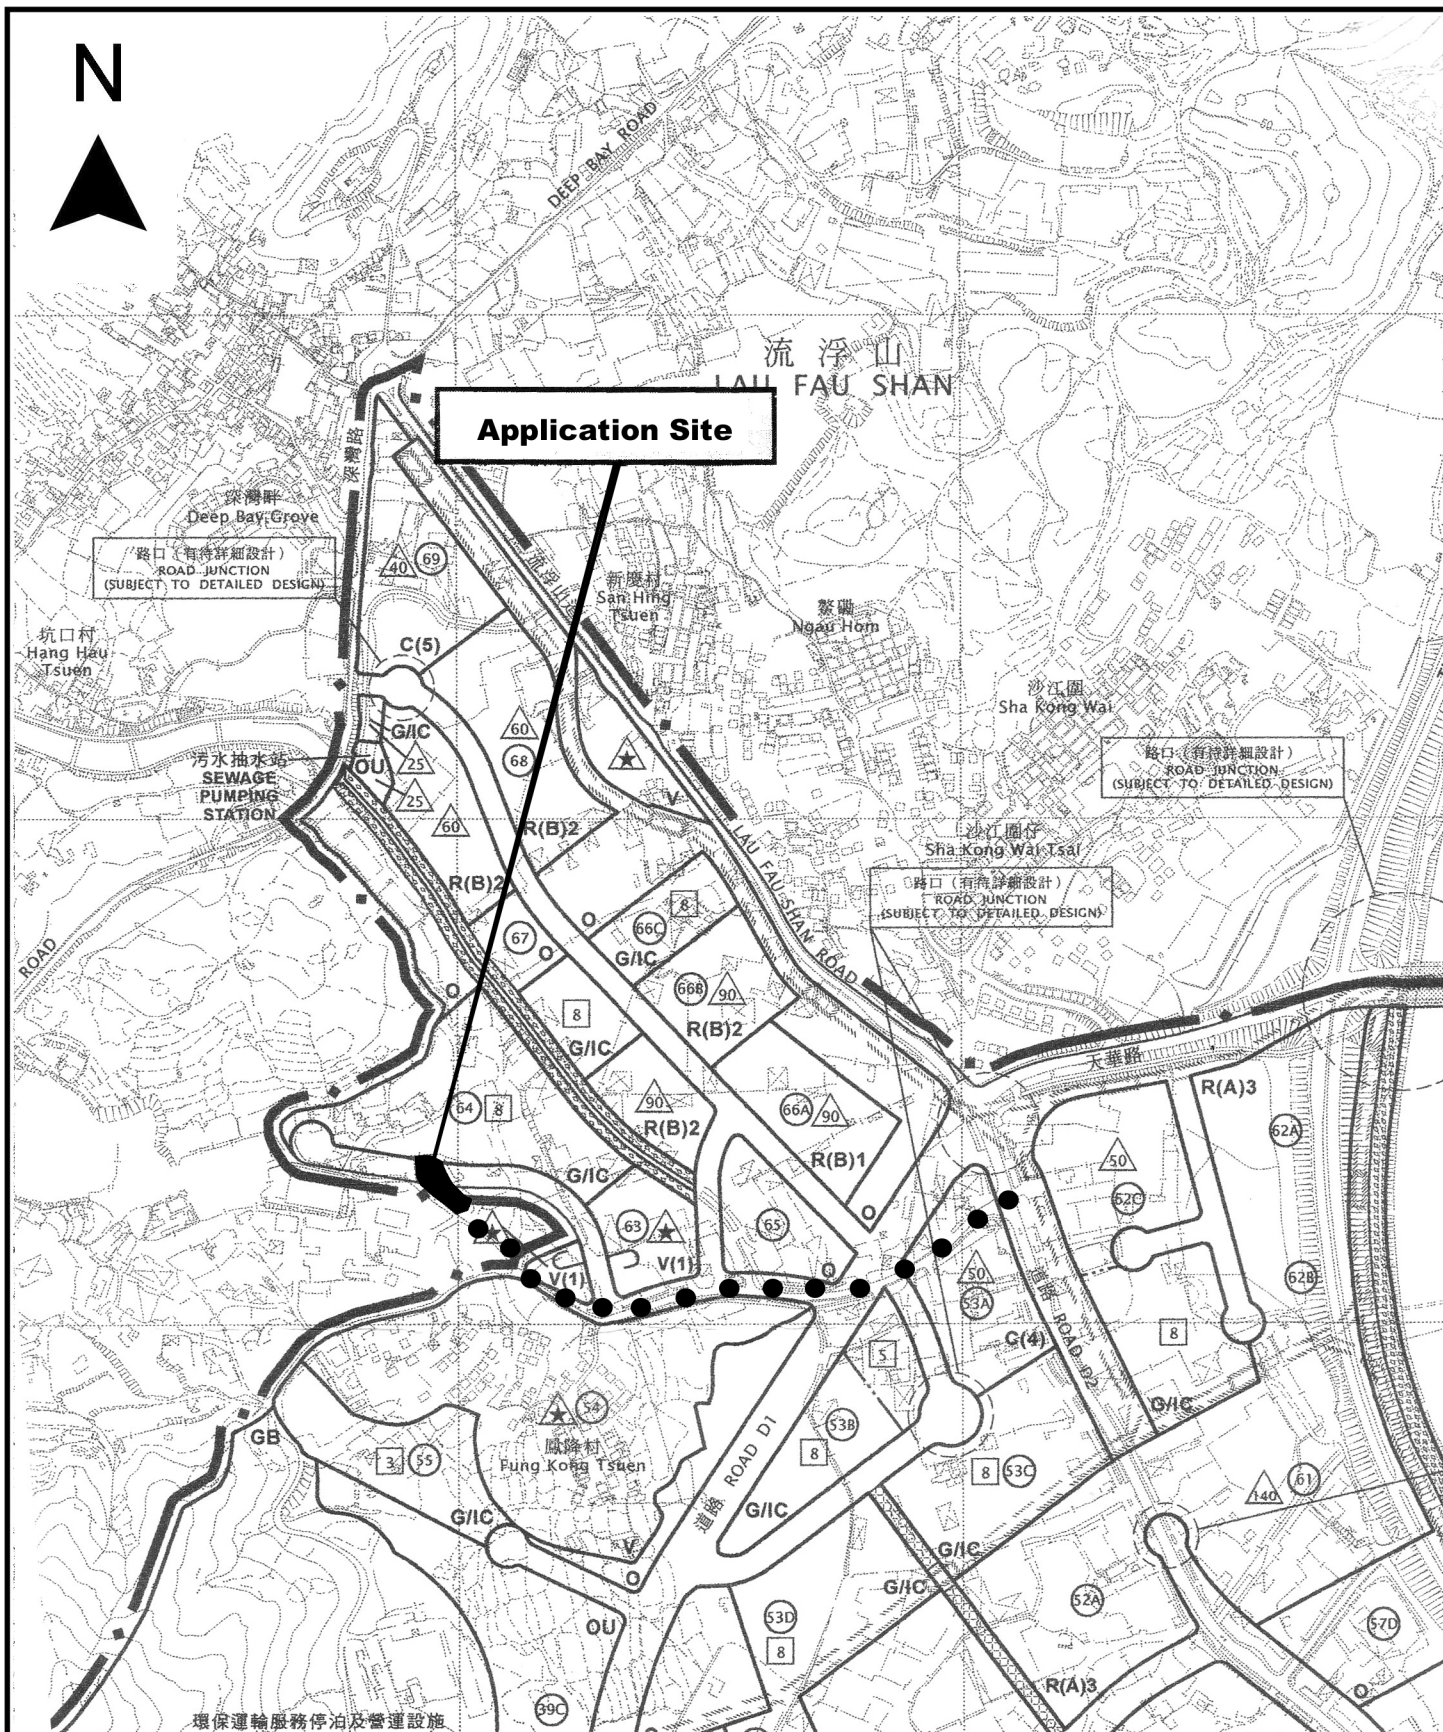 N
DEEP BAY ROAD
流浮山
LAU FAU SHAN
Application Site
深灣路
深灣畔
Deep Bay Grove
路口（有待詳細設計）
ROAD JUNCTION
(SUBJECT TO DETAILED DESIGN)
40
69
流浮山
新慶村
San Hing
Tsuen
鰲磡
Ngau Hom
坑口村
Hang Hau
Tsuen
C(5)
沙江圍
Sha Kong Wai
G/IC
60
68
25
污水抽水站
SEWAGE
PUMPING
STATION
OU
25
60
V
路口（有待詳細設計）
ROAD JUNCTION
(SUBJECT TO DETAILED DESIGN)
R(B)2
沙江圍仔
Sha Kong Wai Tsai
LAU FAU SHAN ROAD
路口（有待詳細設計）
ROAD JUNCTION
(SUBJECT TO DETAILED DESIGN)
R(B)2
8
O
66C
67
O
G/IC
ROAD
O
66B
90
8
R(B)2
G/IC
天華路
R(A)3
64
8
90
66A
90
R(B)2
62A
50
R(B)1
G/IC
62C
63
65
O
V(1)
V(1)
O
50
53A
62B
道路 ROAD D2
C(4)
8
5
54
鳳降村
Fung Kong Tsuen
G/IC
GB
3
55
53B
8
道路 ROAD D1
8
53C
61
140
G/IC
G/IC
V
O
G/IC
G/IC
52A
OU
53D
8
57D
R(A)3
O
39C
環保運輸服務停泊及營運設施